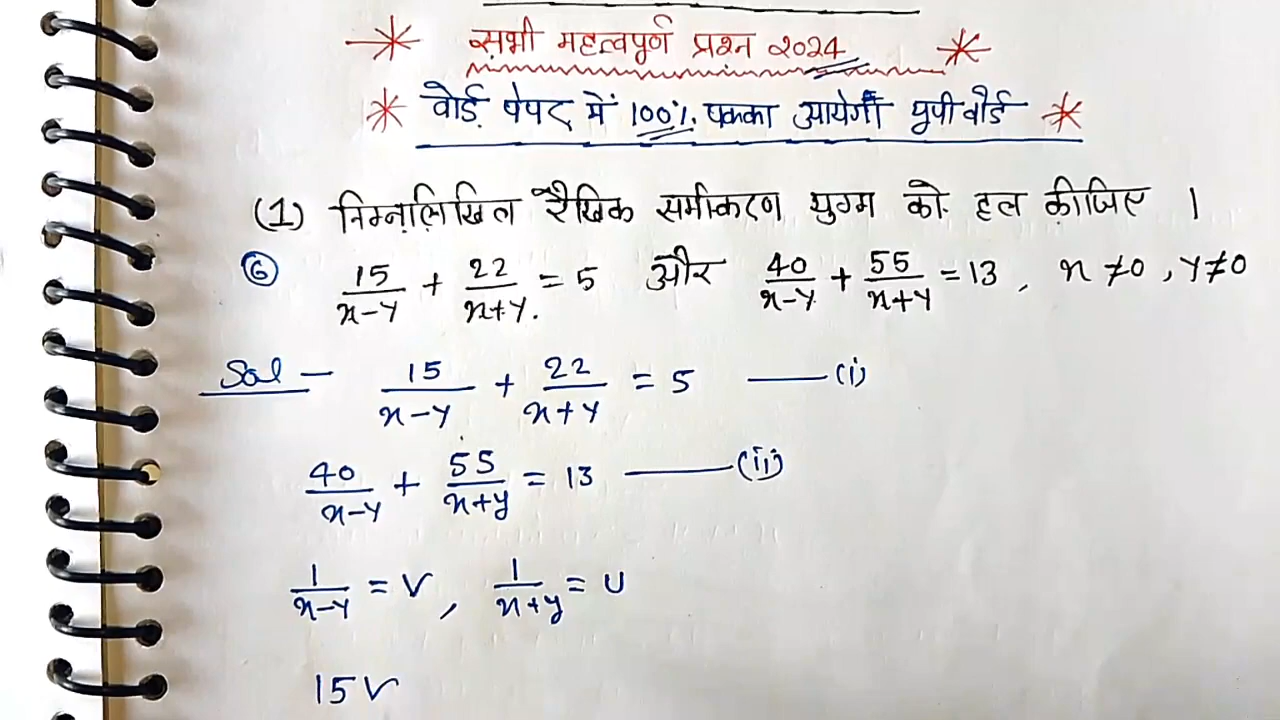 सभी महत्वपूर्ण प्रश्न 2024
बोर्ड पेपर में 100% पक्का आयेगा यूपी बोर्ड
(1) निम्नलिखित रैखिक समीकरण युग्म को हल कीजिए ।
(6) 15/(x-y) + 22/(x+y) = 5 और 40/(x-y) + 55/(x+y) = 13, x ≠ 0, y ≠ 0
Sol — 15/(x-y) + 22/(x+y) = 5 —(i)
40/(x-y) + 55/(x+y) = 13 —(ii)
1/(x-y) = V, 1/(x+y) = U
15V